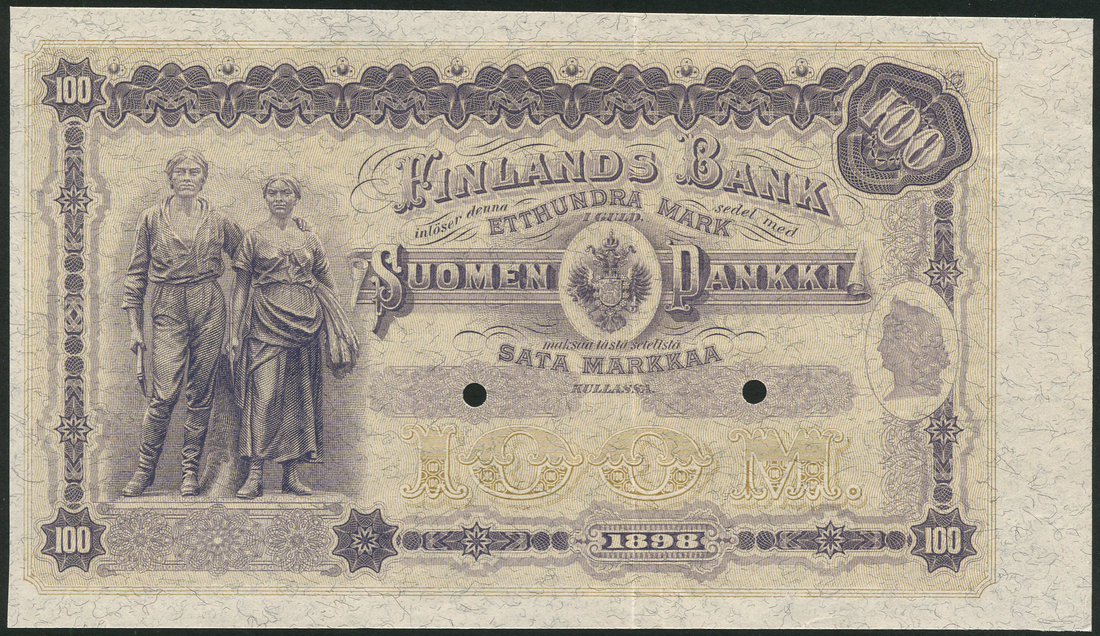 100
100
FINLANDS BANK
inlöser denna sedel med
ETTHUNDRA MARK
I GULD.
SUOMEN PANKKI
maksaa tästä setelistä
SATA MARKKAA
KULLASSA.
100 M.
100
1898
100